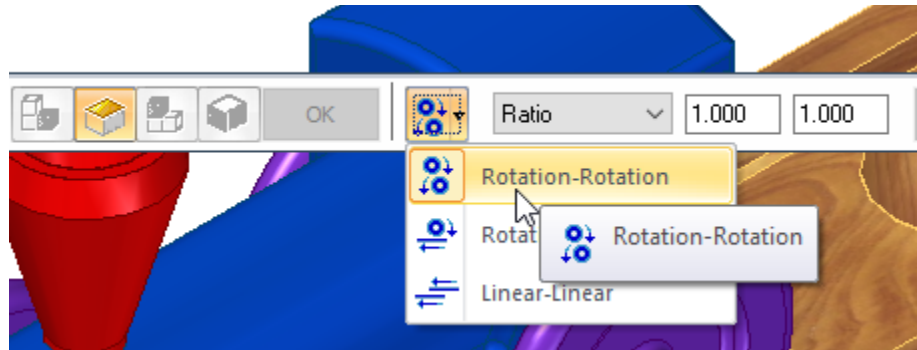 OK Ratio 1.000 1.000
Rotation-Rotation
Rotat
Rotation-Rotation
Linear-Linear